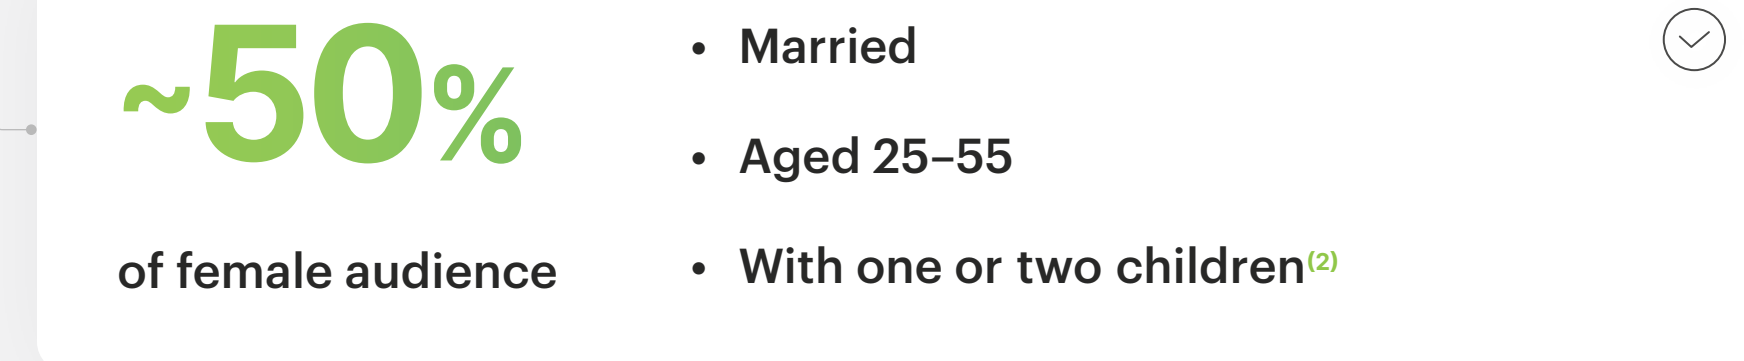 ~50%
of female audience
• Married
• Aged 25–55
• With one or two children(2)